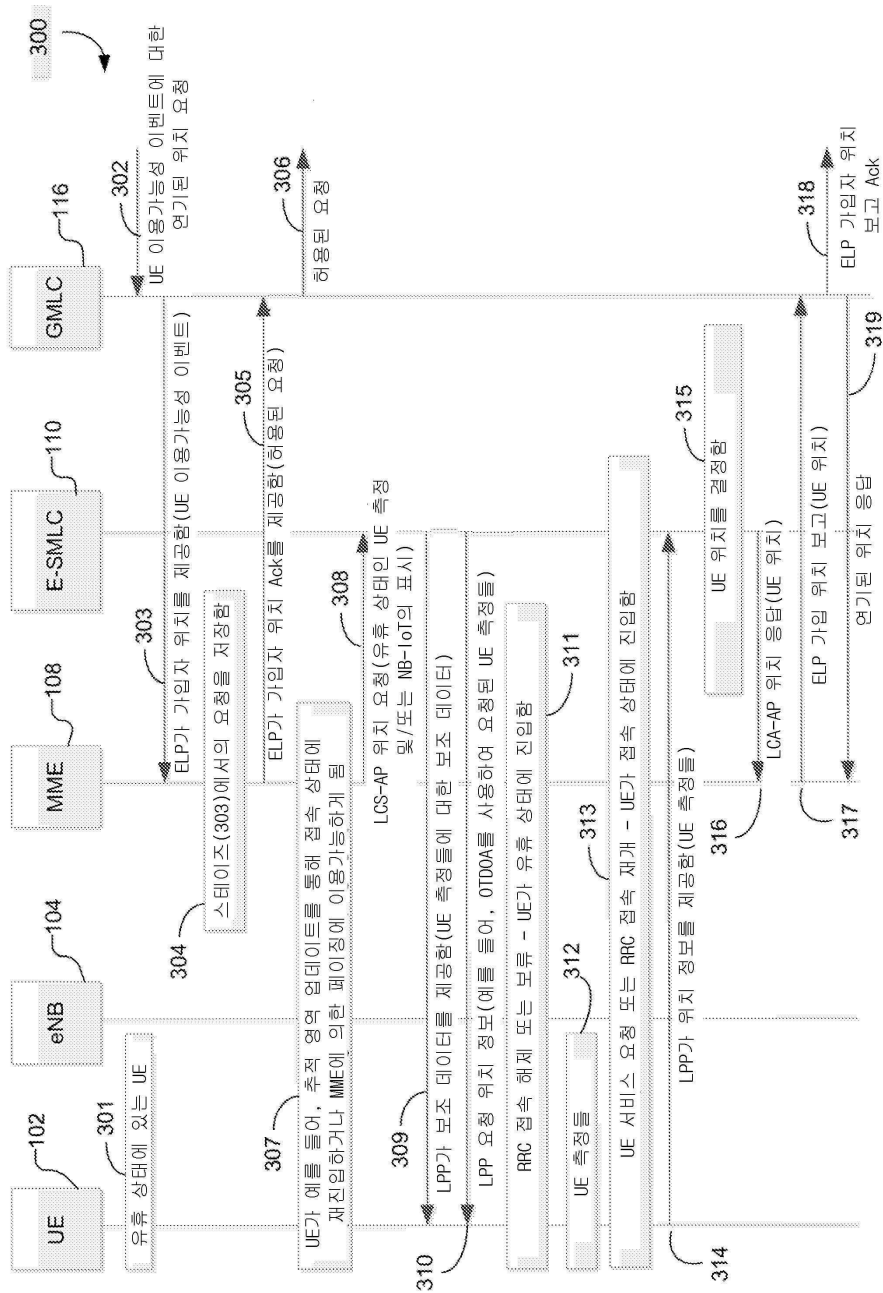 300
UE
102
eNB
104
MME
108
E-SMLC
110
GMLC
116
유휴 상태에 있는 UE
301
302
UE 이용가능성 이벤트에 대한
연기된 위치 요청
303
ELP가 가입자 위치를 제공함(UE 이용가능성 이벤트)
스테이즈(303)에서의 요청을 저장함
304
305
ELP가 가입자 위치 Ack를 제공함(허용된 요청)
306
허용된 요청
307
UE가 예를 들어, 추적 영역 업데이트를 통해 접속 상태에
재진입하거나 MME에 의한 페이징에 이용가능하게 됨
308
LCS-AP 위치 요청(유휴 상태인 UE 측정
및/또는 NB-IoT의 표시)
309
LPP가 보조 데이터를 제공함(UE 측정들에 대한 보조 데이터)
310
LPP 요청 위치 정보(예를 들어, OTDOA를 사용하여 요청된 UE 측정들)
311
RRC 접속 해제 또는 보류 - UE가 유휴 상태에 진입함
312
UE 측정들
313
UE 서비스 요청 또는 RRC 접속 재개 - UE가 접속 상태에 진입함
314
LPP가 위치 정보를 제공함(UE 측정들)
315
UE 위치를 결정함
316
LCA-AP 위치 응답(UE 위치)
317
ELP 가입 위치 보고(UE 위치)
318
ELP 가입자 위치
보고 Ack
319
연기된 위치 응답